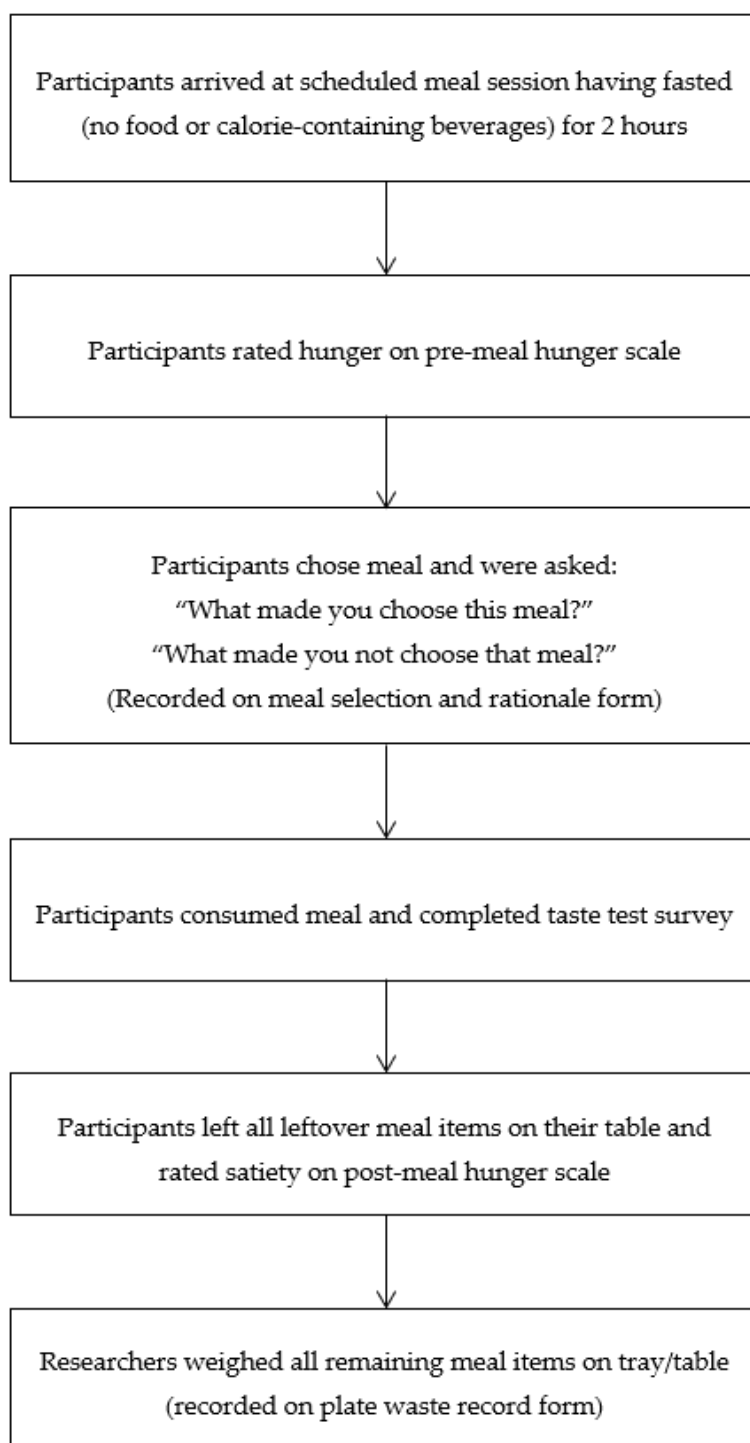 Participants arrived at scheduled meal session having fasted
(no food or calorie-containing beverages) for 2 hours
Participants rated hunger on pre-meal hunger scale
Participants chose meal and were asked:
“What made you choose this meal?”
“What made you not choose that meal?”
(Recorded on meal selection and rationale form)
Participants consumed meal and completed taste test survey
Participants left all leftover meal items on their table and
rated satiety on post-meal hunger scale
Researchers weighed all remaining meal items on tray/table
(recorded on plate waste record form)